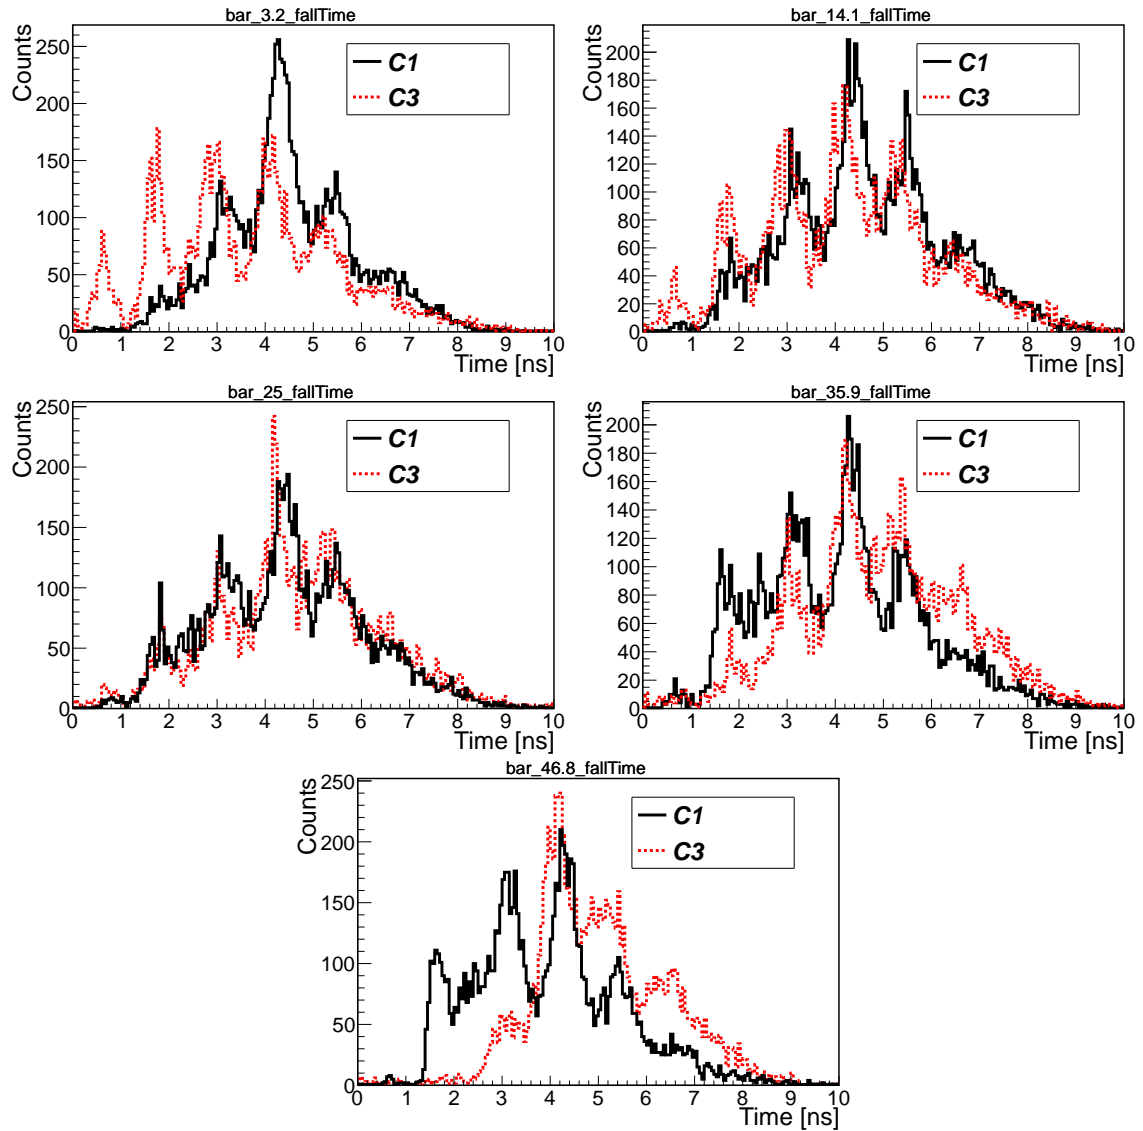 bar_3.2_fallTime
Counts
250
200
150
100
50
0
C1
C3
0 1 2 3 4 5 6 7 8 9 10
Time [ns]
bar_14.1_fallTime
Counts
200
180
160
140
120
100
80
60
40
20
0
C1
C3
0 1 2 3 4 5 6 7 8 9 10
Time [ns]
bar_25_fallTime
Counts
250
200
150
100
50
0
C1
C3
0 1 2 3 4 5 6 7 8 9 10
Time [ns]
bar_35.9_fallTime
Counts
200
180
160
140
120
100
80
60
40
20
0
C1
C3
0 1 2 3 4 5 6 7 8 9 10
Time [ns]
bar_46.8_fallTime
Counts
250
200
150
100
50
0
C1
C3
0 1 2 3 4 5 6 7 8 9 10
Time [ns]